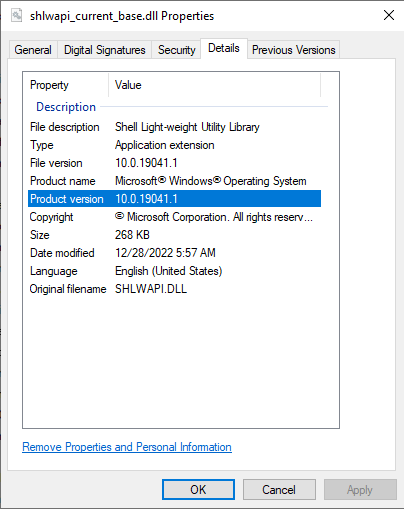 shlwapi_current_base.dll Properties
General Digital Signatures Security Details Previous Versions
Property Value
Description
File description Shell Light-weight Utility Library
Type Application extension
File version 10.0.19041.1
Product name Microsoft® Windows® Operating System
Product version 10.0.19041.1
Copyright © Microsoft Corporation. All rights reserv...
Size 268 KB
Date modified 12/28/2022 5:57 AM
Language English (United States)
Original filename SHLWAPI.DLL
Remove Properties and Personal Information
OK Cancel Apply